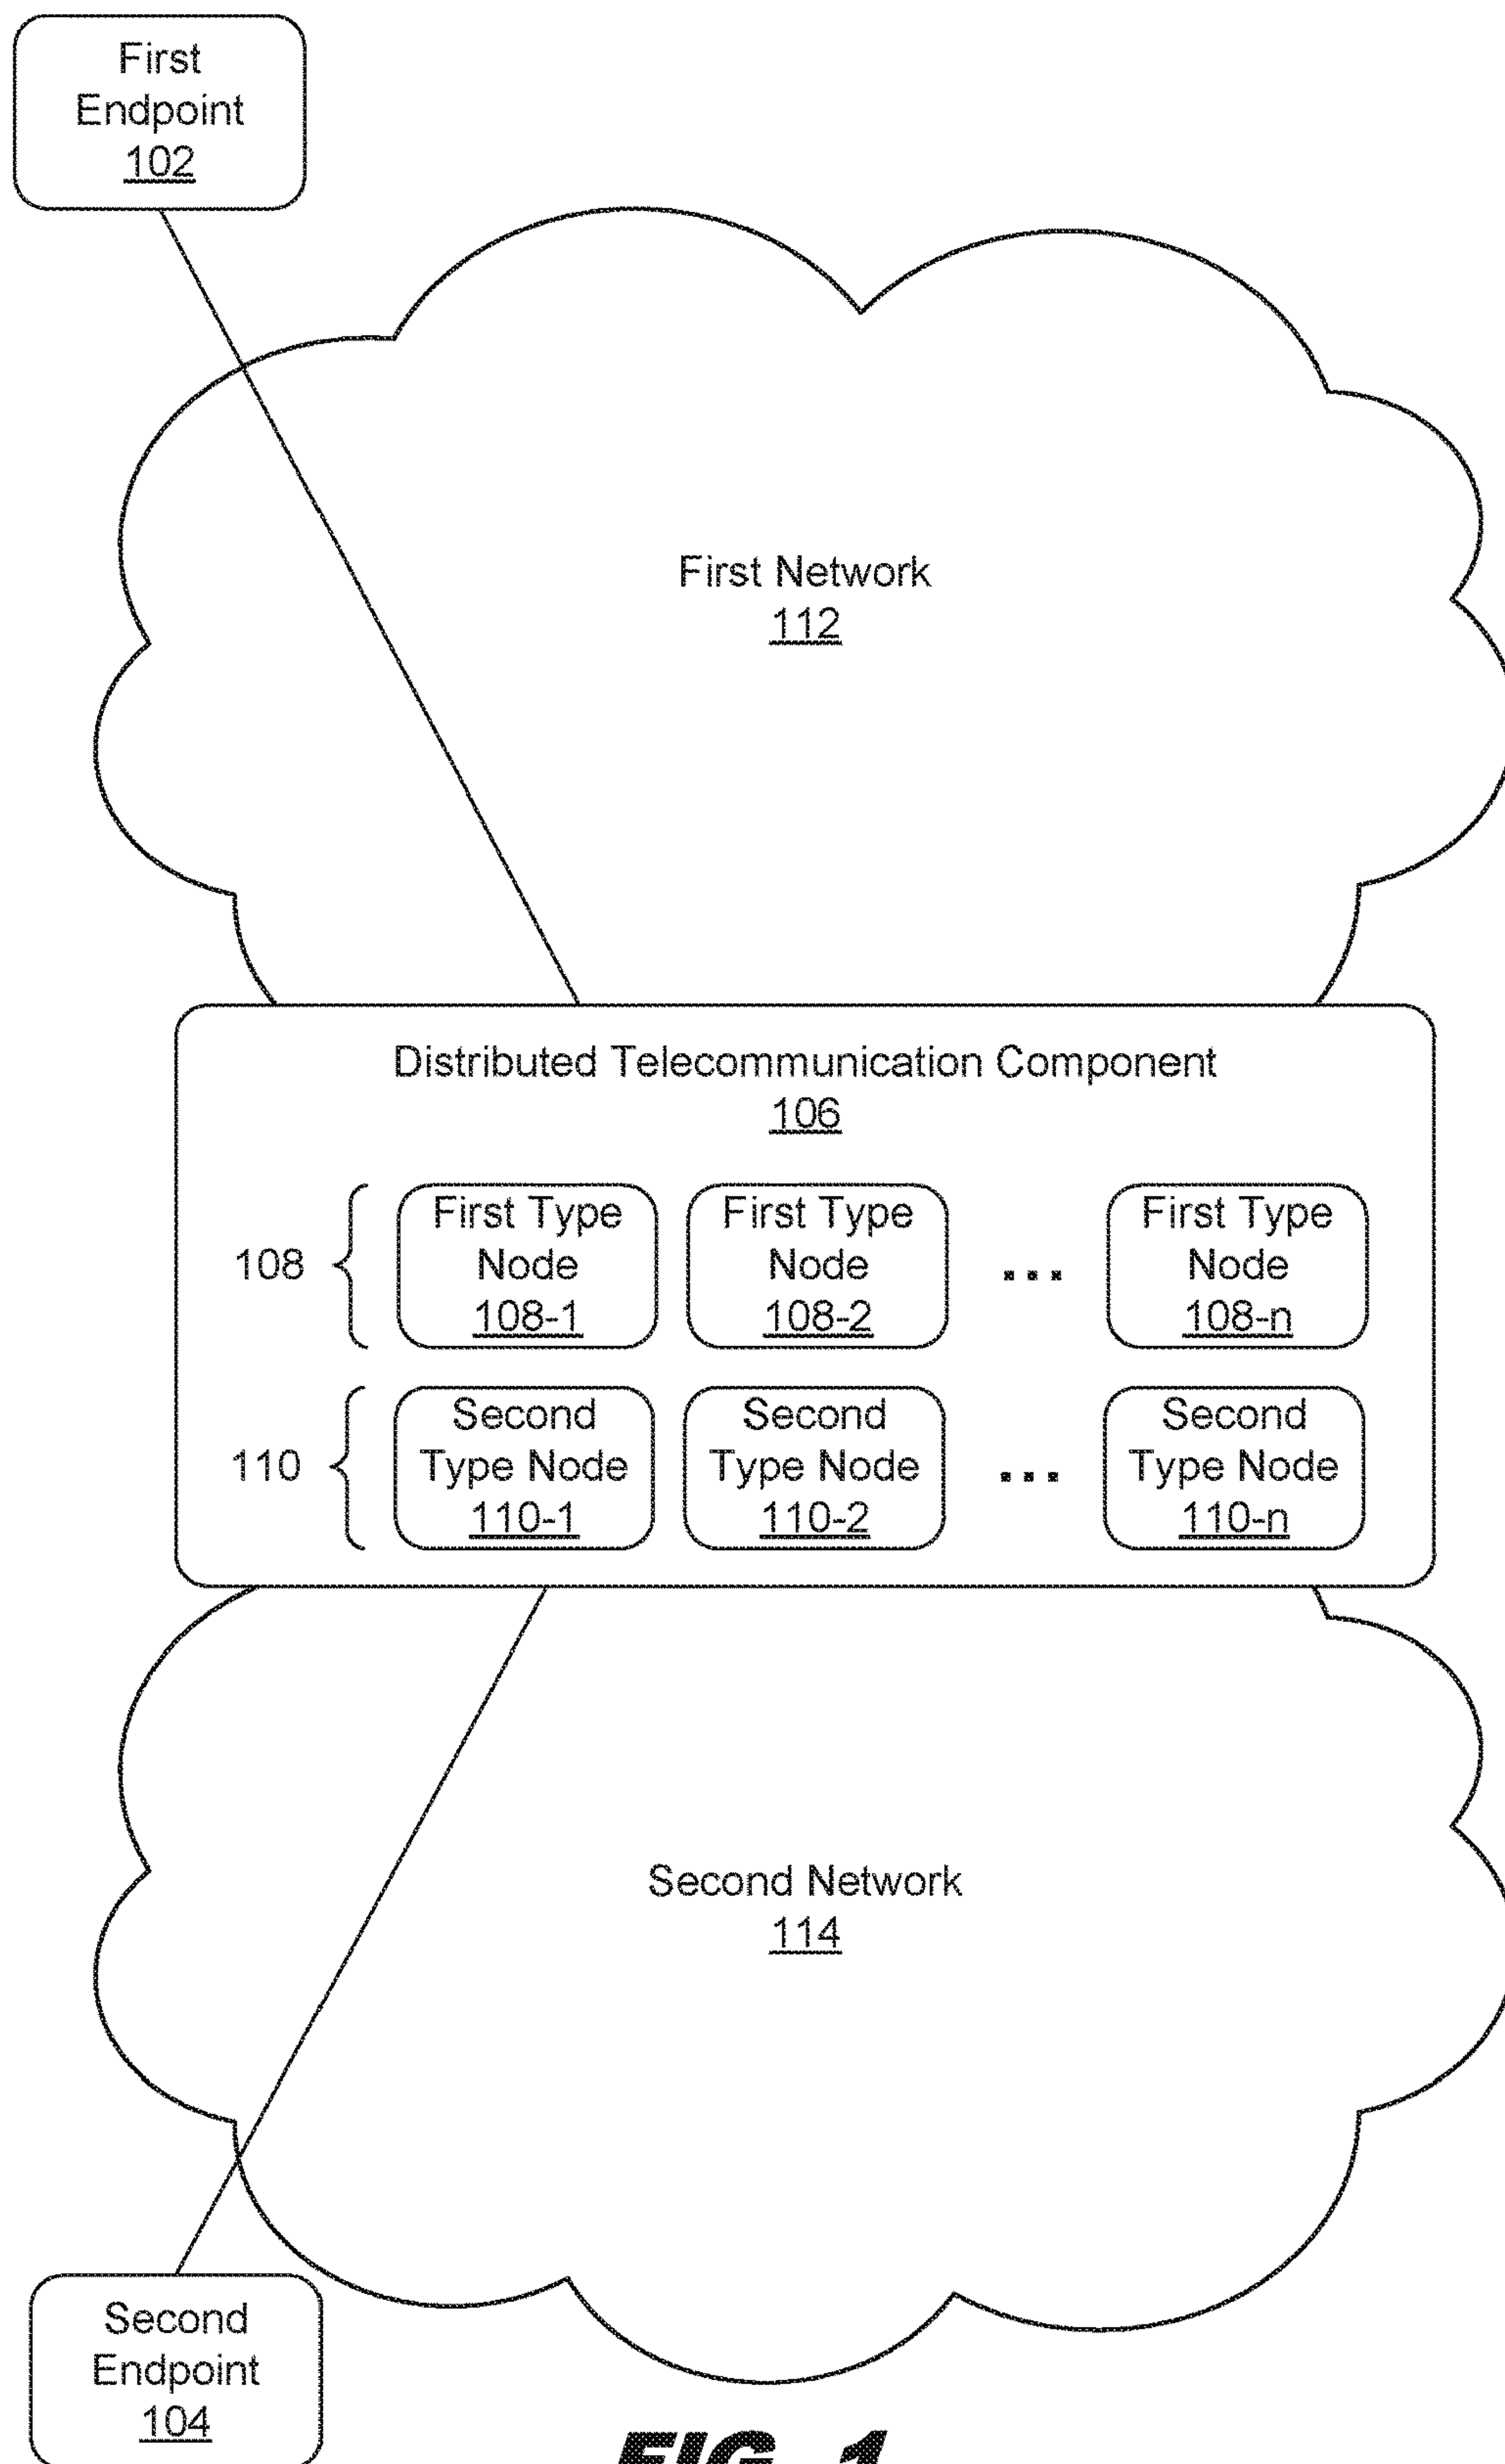 First
Endpoint
102
First Network
112
Distributed Telecommunication Component
106
108
First Type
Node
108-1
First Type
Node
108-2
...
First Type
Node
108-n
110
Second
Type Node
110-1
Second
Type Node
110-2
...
Second
Type Node
110-n
Second Network
114
Second
Endpoint
104
FIG. 1